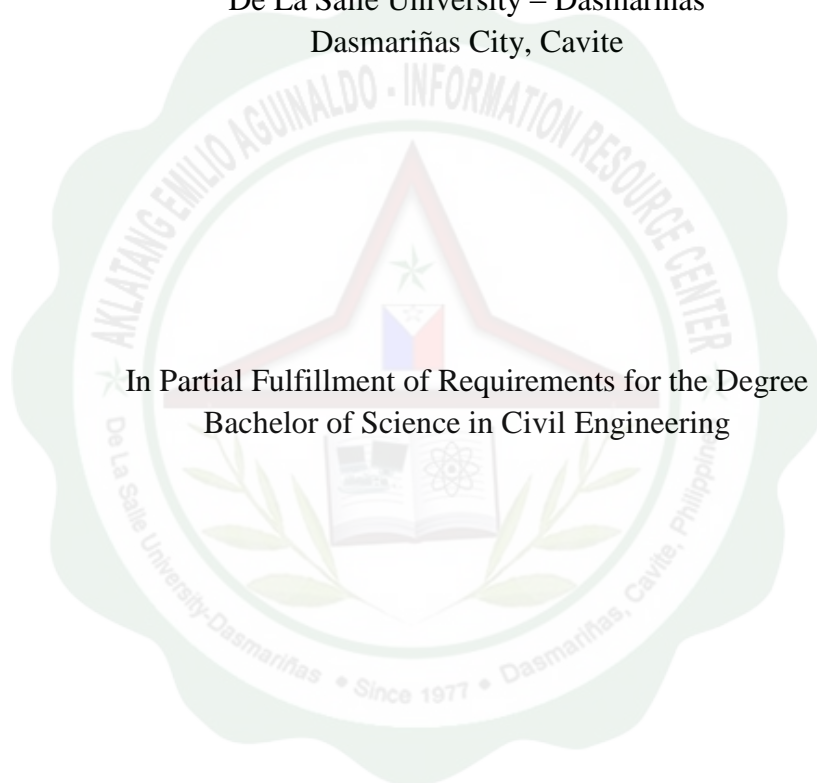 De La Salle University – Dasmariñas
Dasmariñas City, Cavite
AKLATANG EMILIO AGUINALDO - INFORMATION RESOURCE CENTER
In Partial Fulfillment of Requirements for the Degree
Bachelor of Science in Civil Engineering
De La Salle University-Dasmariñas • Since 1977 • Dasmariñas, Cavite, Philippine